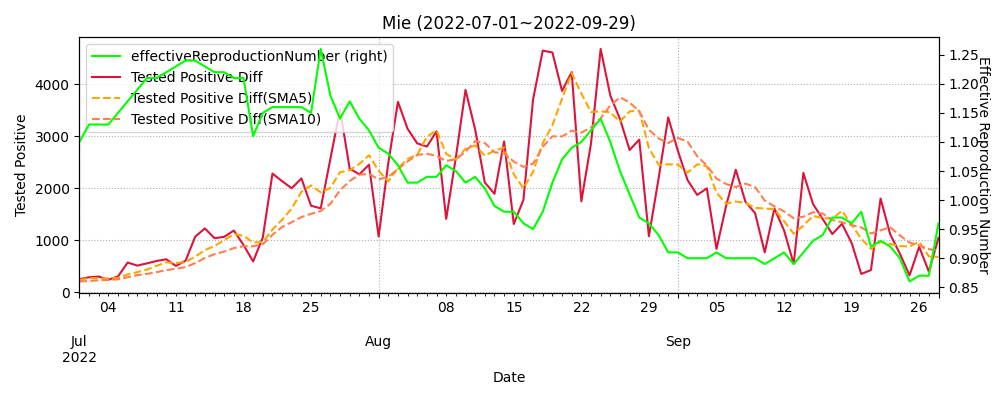 Mie (2022-07-01~2022-09-29)
effectiveReproductionNumber (right)
Tested Positive Diff
Tested Positive Diff(SMA5)
Tested Positive Diff(SMA10)
Tested Positive
4000
3000
2000
1000
0
Effective Reproduction Number
1.25
1.20
1.15
1.10
1.05
1.00
0.95
0.90
0.85
04 11 18 25 08 15 22 29 05 12 19 26
Jul Aug Sep
2022
Date